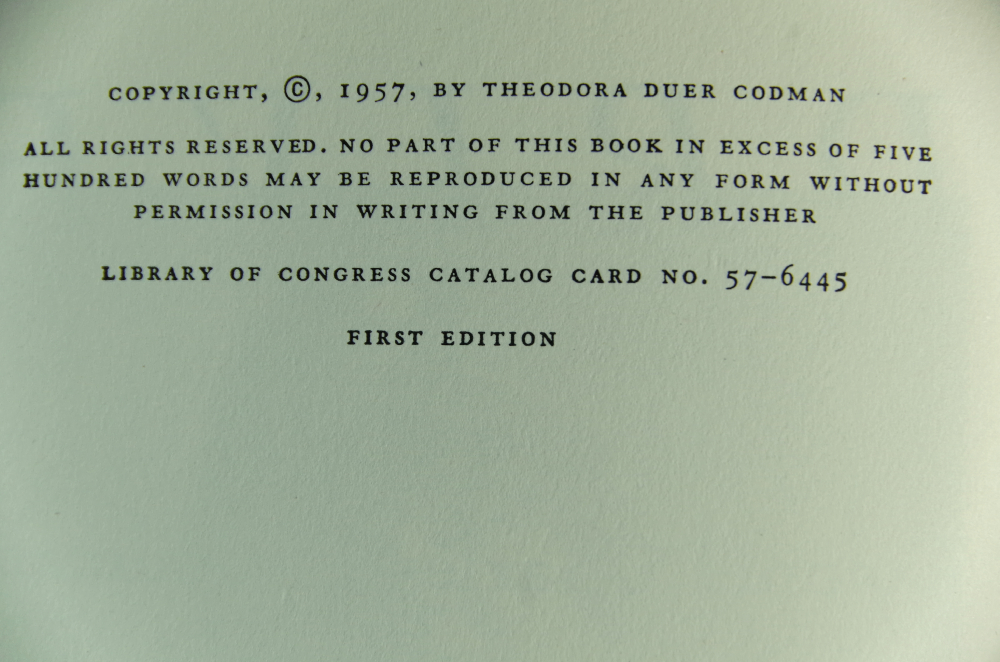 COPYRIGHT, ©, 1957, BY THEODORA DUER CODMAN
ALL RIGHTS RESERVED. NO PART OF THIS BOOK IN EXCESS OF FIVE
HUNDRED WORDS MAY BE REPRODUCED IN ANY FORM WITHOUT
PERMISSION IN WRITING FROM THE PUBLISHER
LIBRARY OF CONGRESS CATALOG CARD NO. 57-6445
FIRST EDITION